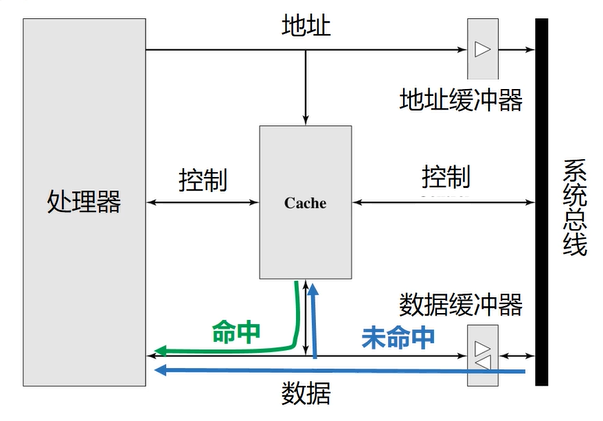 地址
地址缓冲器
控制
控制
处理器
Cache
系统总线
数据缓冲器
命中
未命中
数据